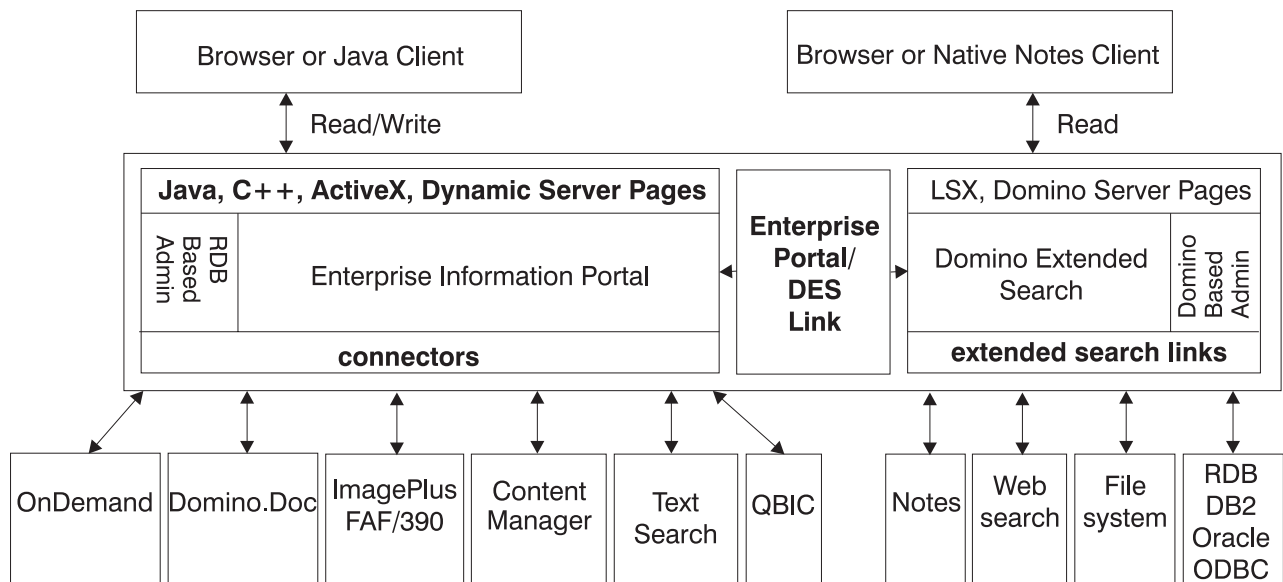 Browser or Java Client
Browser or Native Notes Client
Read/Write
Read
Java, C++, ActiveX, Dynamic Server Pages
RDB
Based
Admin
Enterprise Information Portal
connectors
Enterprise
Portal/
DES
Link
LSX, Domino Server Pages
Domino Extended
Search
Domino
Based
Admin
extended search links
OnDemand
Domino.Doc
ImagePlus
FAF/390
Content
Manager
Text
Search
QBIC
Notes
Web
search
File
system
RDB
DB2
Oracle
ODBC